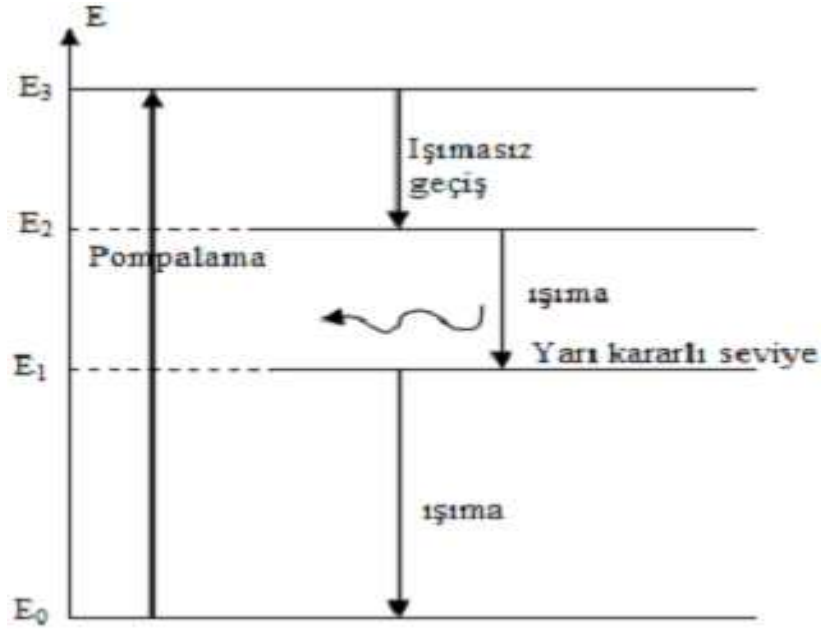 E
E₃
Işımasız
geçiş
E₂
Pompalama
ışıma
E₁
Yarı kararlı seviye
ışıma
E₀